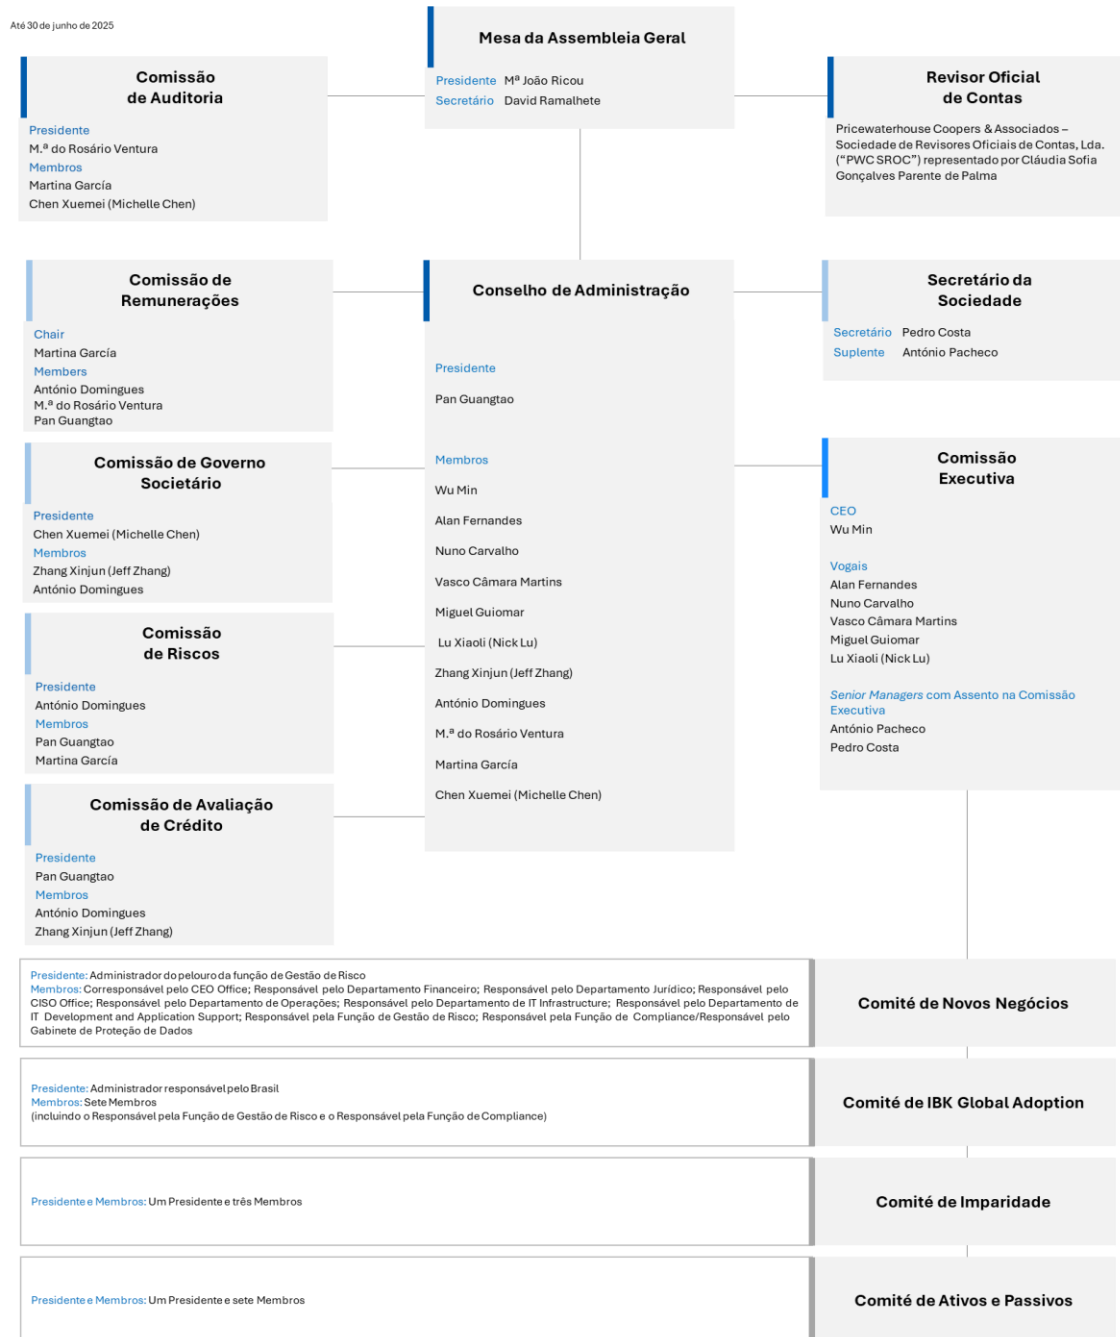 Até 30 de junho de 2025
Mesa da Assembleia Geral
Presidente Mª João Ricou
Secretário David Ramalhete
Comissão
de Auditoria
Presidente
M.ª do Rosário Ventura
Membros
Martina García
Chen Xuemei (Michelle Chen)
Revisor Oficial
de Contas
Pricewaterhouse Coopers & Associados –
Sociedade de Revisores Oficiais de Contas, Lda.
(“PWC SROC”) representado por Cláudia Sofia
Gonçalves Parente de Palma
Comissão de
Remunerações
Chair
Martina García
Members
António Domingues
M.ª do Rosário Ventura
Pan Guangtao
Comissão de Governo
Societário
Presidente
Chen Xuemei (Michelle Chen)
Membros
Zhang Xinjun (Jeff Zhang)
António Domingues
Comissão
de Riscos
Presidente
António Domingues
Membros
Pan Guangtao
Martina García
Comissão de Avaliação
de Crédito
Presidente
Pan Guangtao
Membros
António Domingues
Zhang Xinjun (Jeff Zhang)
Conselho de Administração
Presidente
Pan Guangtao
Membros
Wu Min
Alan Fernandes
Nuno Carvalho
Vasco Câmara Martins
Miguel Guiomar
Lu Xiaoli (Nick Lu)
Zhang Xinjun (Jeff Zhang)
António Domingues
M.ª do Rosário Ventura
Martina García
Chen Xuemei (Michelle Chen)
Secretário da
Sociedade
Secretário Pedro Costa
Suplente António Pacheco
Comissão
Executiva
CEO
Wu Min
Vogais
Alan Fernandes
Nuno Carvalho
Vasco Câmara Martins
Miguel Guiomar
Lu Xiaoli (Nick Lu)
Senior Managers com Assento na Comissão
Executiva
António Pacheco
Pedro Costa
Presidente: Administrador do pelouro da função de Gestão de Risco
Membros: Corresponsável pelo CEO Office; Responsável pelo Departamento Financeiro; Responsável pelo Departamento Jurídico; Responsável pelo
CISO Office; Responsável pelo Departamento de Operações; Responsável pelo Departamento de IT Infrastructure; Responsável pelo Departamento de
IT Development and Application Support; Responsável pela Função de Gestão de Risco; Responsável pela Função de Compliance/Responsável pelo
Gabinete de Proteção de Dados
Comité de Novos Negócios
Presidente: Administrador responsável pelo Brasil
Membros: Sete Membros
(incluindo o Responsável pela Função de Gestão de Risco e o Responsável pela Função de Compliance)
Comité de IBK Global Adoption
Presidente e Membros: Um Presidente e três Membros
Comité de Imparidade
Presidente e Membros: Um Presidente e sete Membros
Comité de Ativos e Passivos